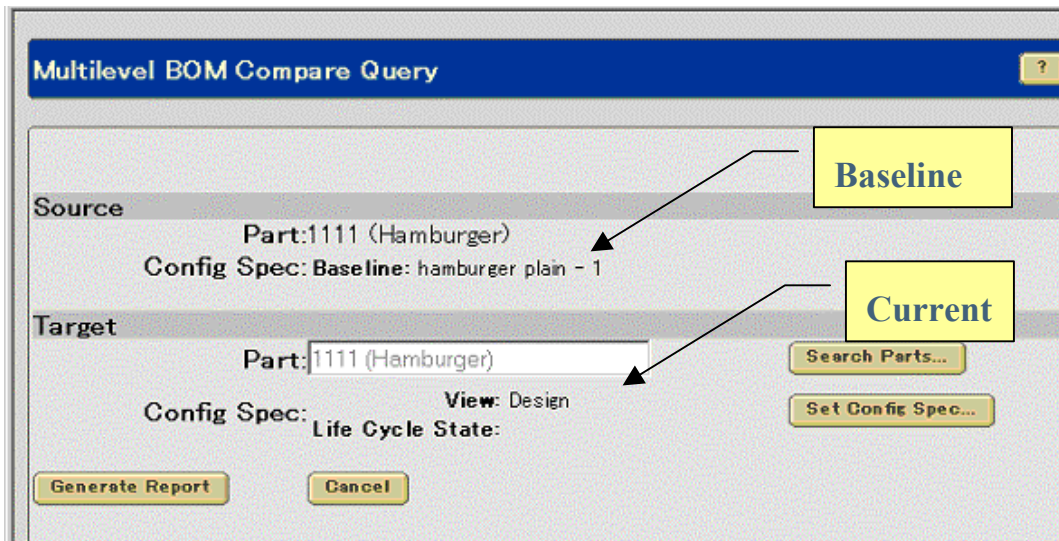 Multilevel BOM Compare Query
?
Baseline
Source
Part:1111 (Hamburger)
Config Spec: Baseline: hamburger plain - 1
Current
Target
Part: 1111 (Hamburger) Search Parts...
Config Spec: View: Design Set Config Spec...
Life Cycle State:
Generate Report Cancel